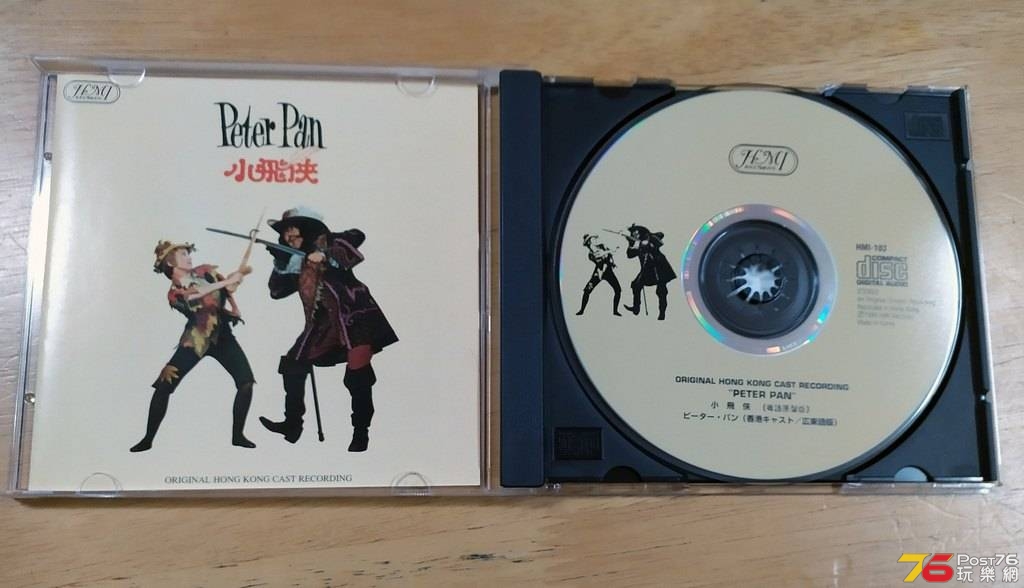 HMI
Peter Pan
小飛俠
ORIGINAL HONG KONG CAST RECORDING
HMI
HMI-103
COMPACT
disc
DIGITAL AUDIO
ORIGINAL HONG KONG CAST RECORDING
"PETER PAN"
小飛俠 (粵語原聲版)
ピーター・パン (香港キャスト/広東語版)
76 Post76
玩樂網